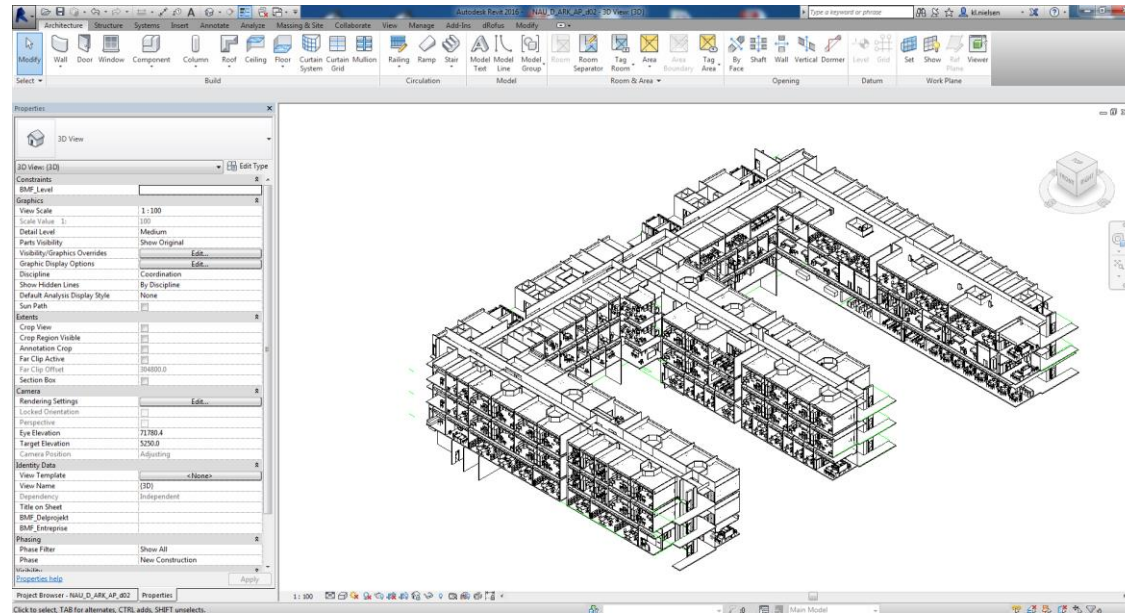 Autodesk Revit 2016 - NAU_D_ARK_AP_d02 - 3D View: {3D}
Type a keyword or phrase
kl.nielsen
Architecture Structure Systems Insert Annotate Analyze Massing & Site Collaborate View Manage Add-Ins dRofus Modify
Modify Wall Door Window Component Column Roof Ceiling Floor Curtain System Curtain Grid Mullion Railing Ramp Stair Model Text Model Line Model Group Room Room Separator Tag Room Area Area Boundary Tag Area By Face Shaft Wall Vertical Dormer Level Grid Set Show Ref Plane Viewer
Select Build Circulation Model Room & Area Opening Datum Work Plane
Properties
3D View
3D View: {3D} Edit Type
Constraints
BMF_Level
Graphics
View Scale 1 : 100
Scale Value 1: 100
Detail Level Medium
Parts Visibility Show Original
Visibility/Graphics Overrides Edit...
Graphic Display Options Edit...
Discipline Coordination
Show Hidden Lines By Discipline
Default Analysis Display Style None
Sun Path
Extents
Crop View
Crop Region Visible
Annotation Crop
Far Clip Active
Far Clip Offset 304800.0
Section Box
Camera
Rendering Settings Edit...
Locked Orientation
Perspective
Eye Elevation 71780.4
Target Elevation 5250.0
Camera Position Adjusting
Identity Data
View Template <None>
View Name {3D}
Dependency Independent
Title on Sheet
BMF_Delprojekt
BMF_Entreprise
Phasing
Phase Filter Show All
Phase New Construction
Visibility
Properties help Apply
Project Browser - NAU_D_ARK_AP_d02 Properties
1 : 100
Click to select, TAB for alternates, CTRL adds, SHIFT unselects.
:0 Main Model
TOP
FRONT RIGHT